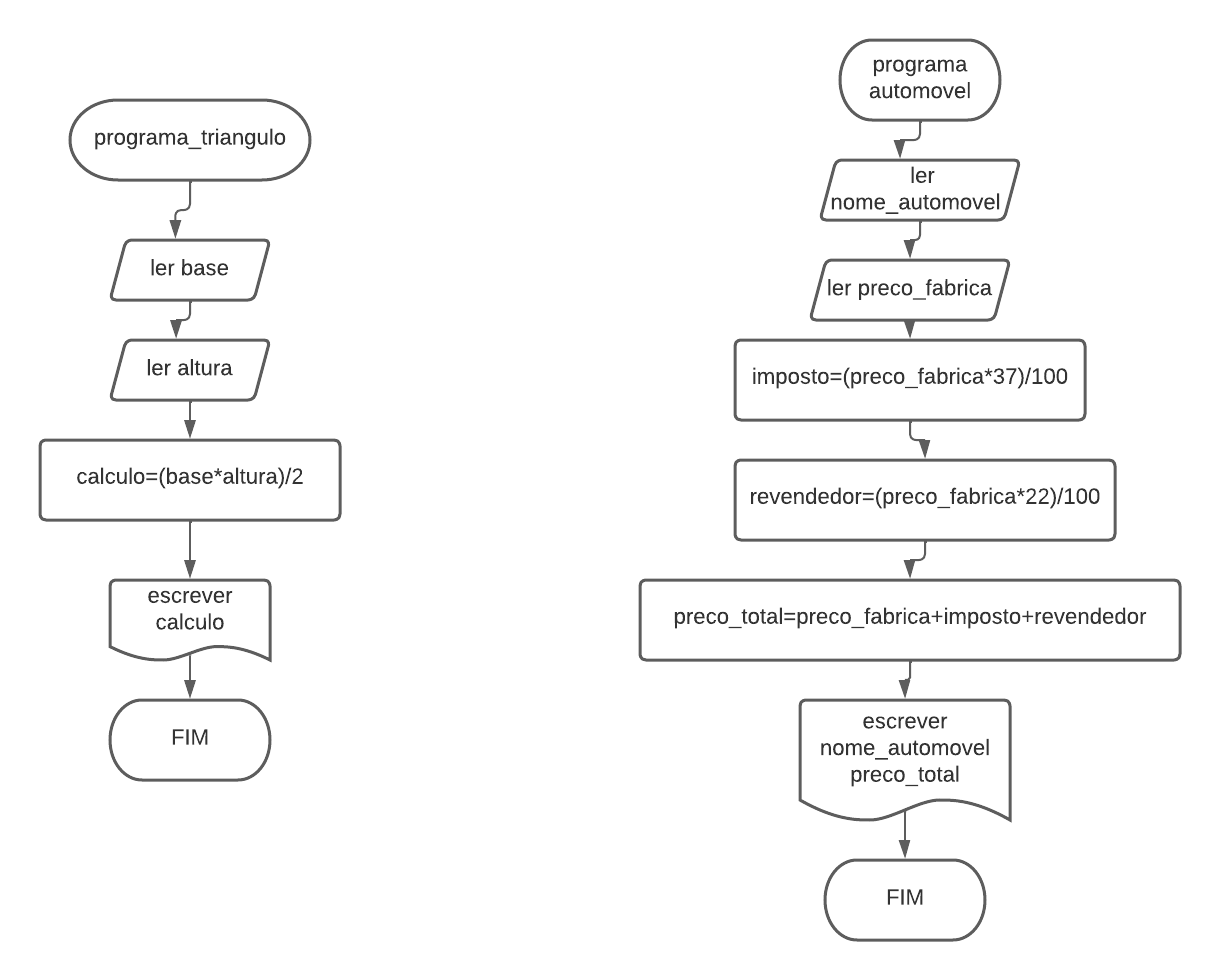 programa_triangulo
ler base
ler altura
calculo=(base*altura)/2
escrever
calculo
FIM
programa
automovel
ler
nome_automovel
ler preco_fabrica
imposto=(preco_fabrica*37)/100
revendedor=(preco_fabrica*22)/100
preco_total=preco_fabrica+imposto+revendedor
escrever
nome_automovel
preco_total
FIM